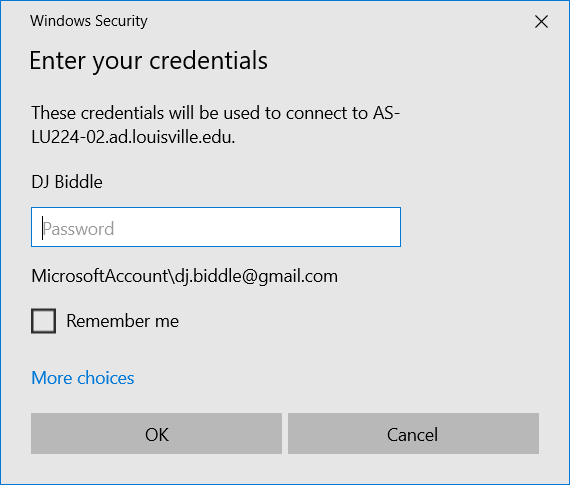 Windows Security
Enter your credentials
These credentials will be used to connect to AS-
LU224-02.ad.louisville.edu.
DJ Biddle
Password
MicrosoftAccount\dj.biddle@gmail.com
Remember me
More choices
OK
Cancel